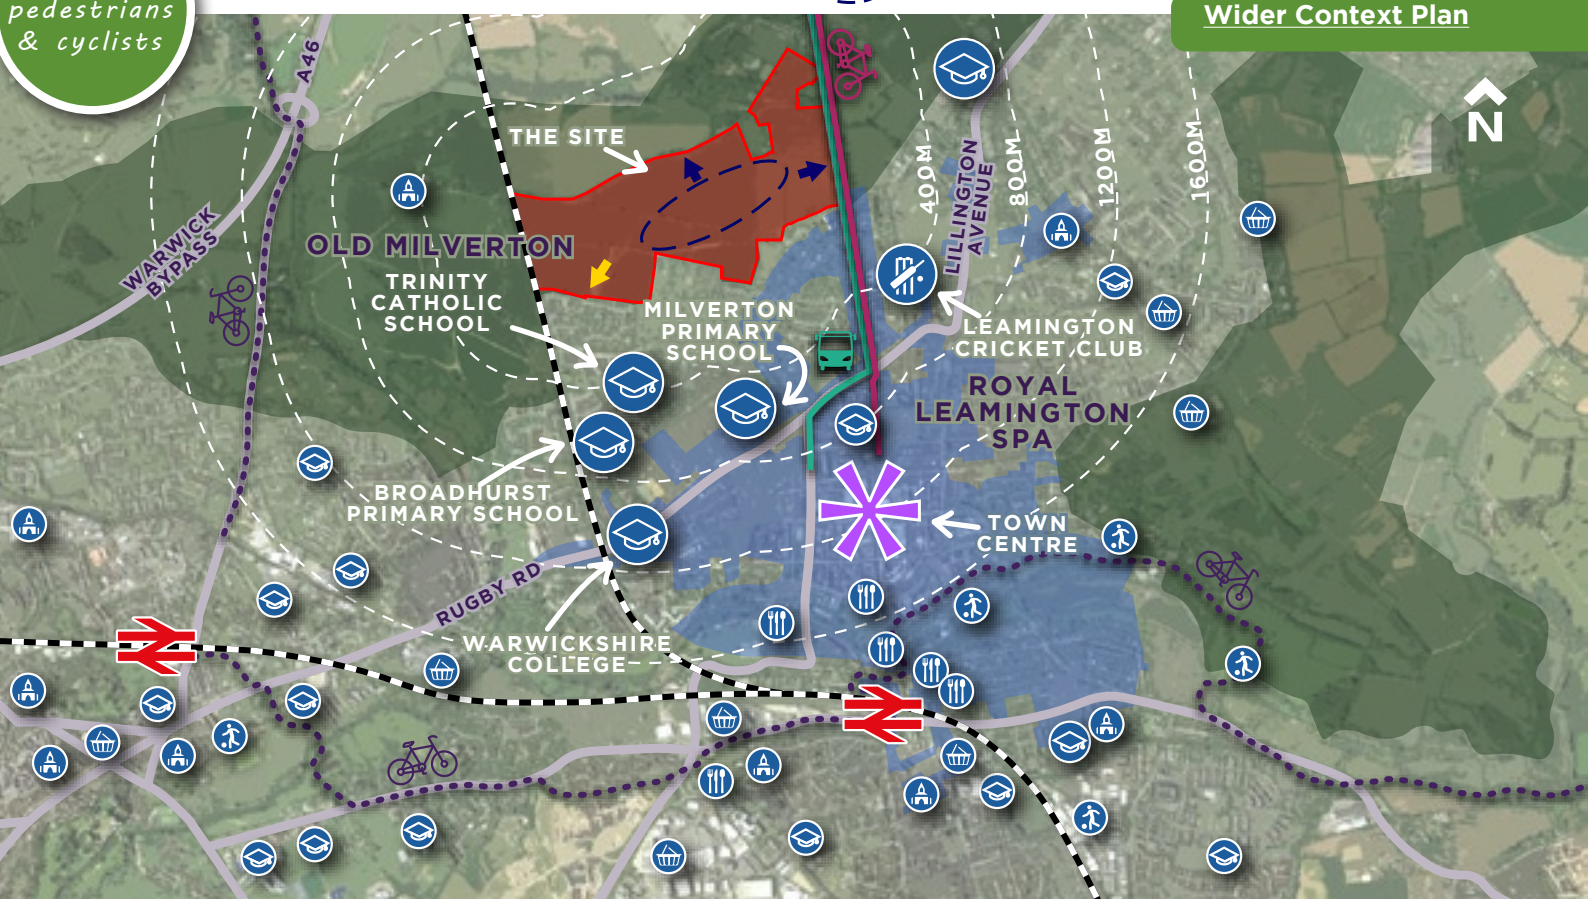 pedestrians
& cyclists
Wider Context Plan
A46
N
THE SITE
400M
LILLINGTON
AVENUE
800M
1200M
1600M
WARWICK
BYPASS
OLD MILVERTON
TRINITY
CATHOLIC
SCHOOL
MILVERTON
PRIMARY
SCHOOL
LEAMINGTON
CRICKET CLUB
ROYAL
LEAMINGTON
SPA
BROADHURST
PRIMARY SCHOOL
TOWN
CENTRE
RUGBY RD
WARWICKSHIRE
COLLEGE